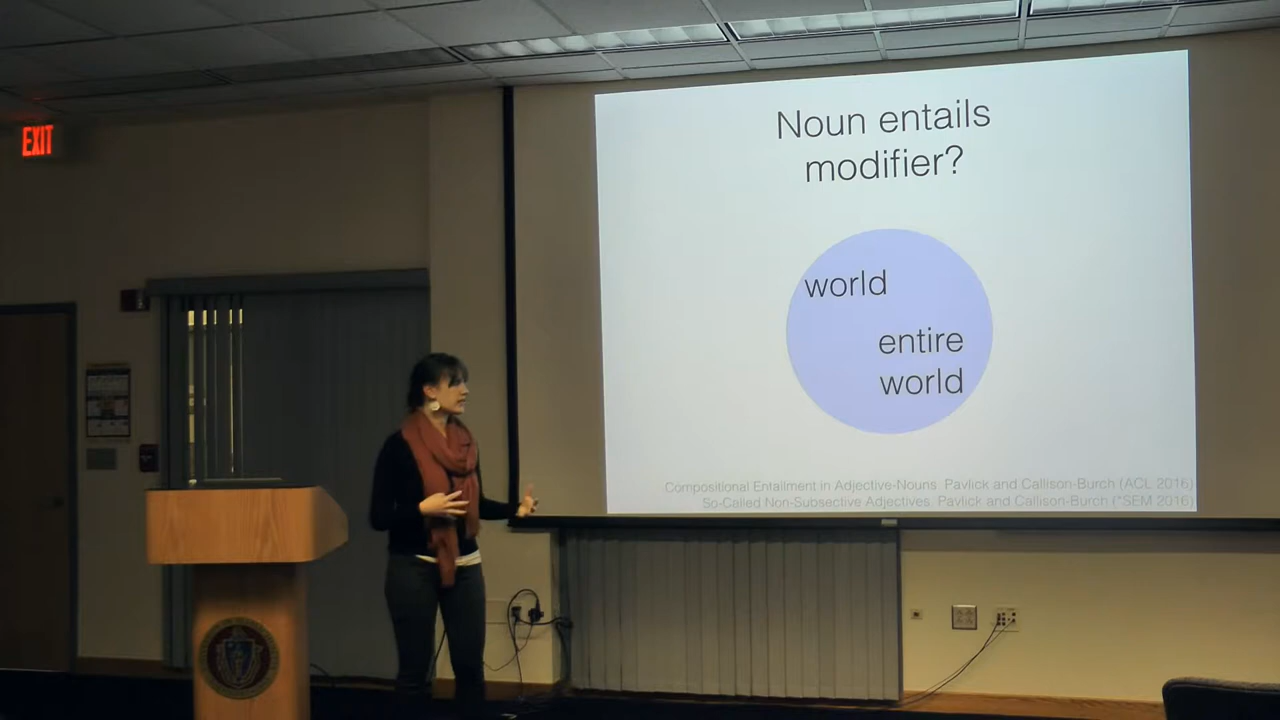 EXIT
Noun entails
modifier?
world
entire
world
Compositional Entailment in Adjective-Nouns. Pavlick and Callison-Burch (ACL 2016)
So-Called Non-Subsective Adjectives. Pavlick and Callison-Burch (*SEM 2016)